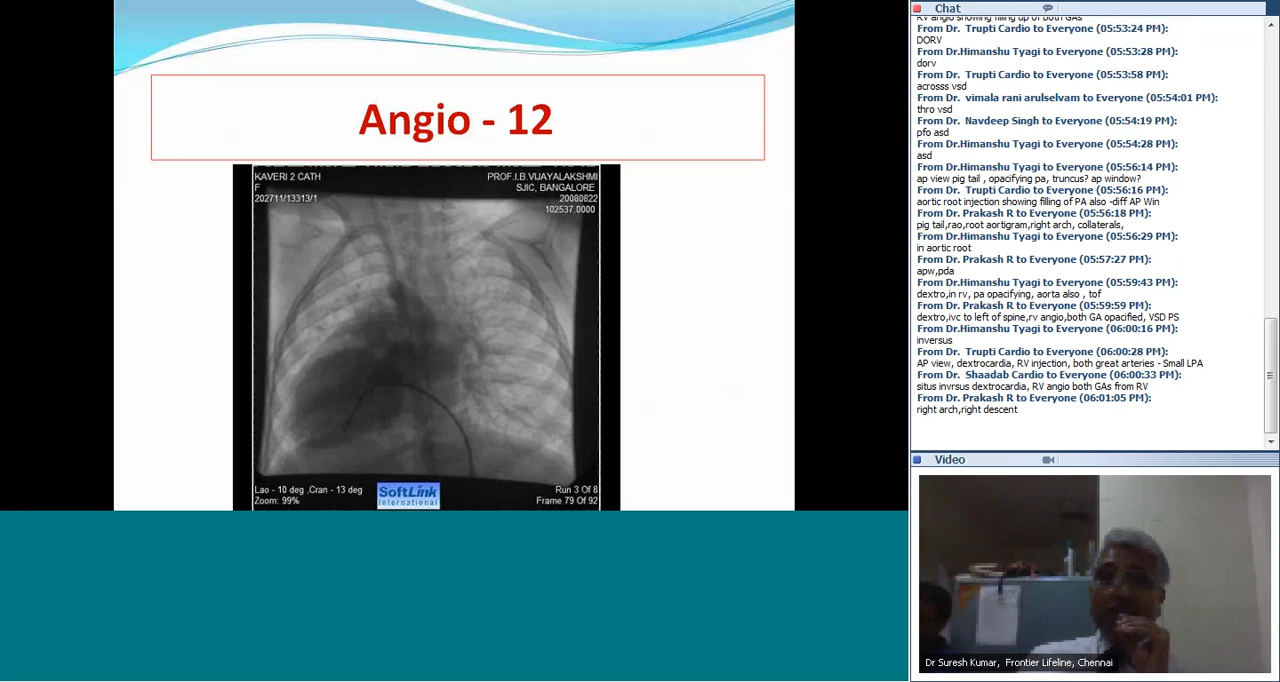 Angio - 12
KAVERI 2 CATH
F
202711/13313/1
PROF.I.B.VIJAYALAKSHMI
SJIC, BANGALORE
20080822
102537.0000
Lao - 10 deg ,Cran - 13 deg
Zoom: 99%
SoftLink
International
Run 3 Of 8
Frame 79 Of 92
Chat
RV angio showing filling up of both GAs
From Dr. Trupti Cardio to Everyone (05:53:24 PM):
DORV
From Dr.Himanshu Tyagi to Everyone (05:53:28 PM):
dorv
From Dr. Trupti Cardio to Everyone (05:53:58 PM):
acrosss vsd
From Dr. vimala rani arulselvam to Everyone (05:54:01 PM):
thro vsd
From Dr. Navdeep Singh to Everyone (05:54:19 PM):
pfo asd
From Dr.Himanshu Tyagi to Everyone (05:54:28 PM):
asd
From Dr.Himanshu Tyagi to Everyone (05:56:14 PM):
ap view pig tail , opacifying pa, truncus? ap window?
From Dr. Trupti Cardio to Everyone (05:56:16 PM):
aortic root injection showing filling of PA also -diff AP Win
From Dr. Prakash R to Everyone (05:56:18 PM):
pig tail,rao,root aortigram,right arch, collaterals,
From Dr.Himanshu Tyagi to Everyone (05:56:29 PM):
in aortic root
From Dr. Prakash R to Everyone (05:57:27 PM):
apw,pda
From Dr.Himanshu Tyagi to Everyone (05:59:43 PM):
dextro,in rv, pa opacifying, aorta also , tof
From Dr. Prakash R to Everyone (05:59:59 PM):
dextro,ivc to left of spine,rv angio,both GA opacified, VSD PS
From Dr.Himanshu Tyagi to Everyone (06:00:16 PM):
inversus
From Dr. Trupti Cardio to Everyone (06:00:28 PM):
AP view, dextrocardia, RV injection, both great arteries - Small LPA
From Dr. Shaadab Cardio to Everyone (06:00:33 PM):
situs invrsus dextrocardia, RV angio both GAs from RV
From Dr. Prakash R to Everyone (06:01:05 PM):
right arch,right descent
Video
Dr Suresh Kumar, Frontier Lifeline, Chennai